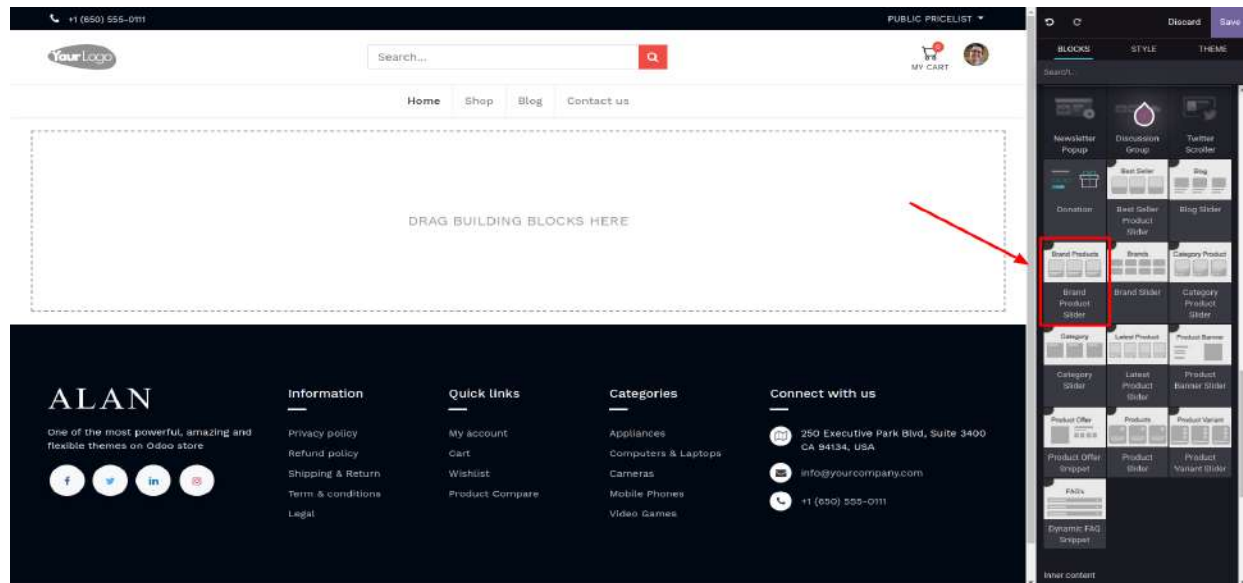 +1 (650) 555-0111
PUBLIC PRICELIST
Discard
Save
YourLogo
Search...
0
MY CART
BLOCKS
STYLE
THEME
Search...
Home
Shop
Blog
Contact us
Newsletter Popup
Discussion Group
Twitter Scroller
DRAG BUILDING BLOCKS HERE
Best Seller
Blog
Donation
Best Seller Product Slider
Blog Slider
Brand Products
Brands
Category Product
Brand Product Slider
Brand Slider
Category Product Slider
Category
Latest Product
Product Banner
Category Slider
Latest Product Slider
Product Banner Slider
Product Offer
Products
Product Variant
Product Offer Snippet
Product Slider
Product Variant Slider
FAQs
Dynamic FAQ Snippet
Inner content
ALAN
One of the most powerful, amazing and
flexible themes on Odoo store
Information
Privacy policy
Refund policy
Shipping & Return
Term & conditions
Legal
Quick links
My account
Cart
Wishlist
Product Compare
Categories
Appliances
Computers & Laptops
Cameras
Mobile Phones
Video Games
Connect with us
250 Executive Park Blvd, Suite 3400
CA 94134, USA
info@yourcompany.com
+1 (650) 555-0111